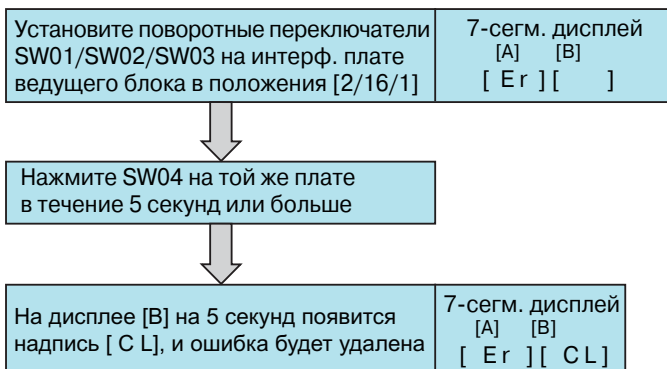 Установите поворотные переключатели
SW01/SW02/SW03 на интерф. плате
ведущего блока в положения [2/16/1]
7-сегм. дисплей
[A] [B]
[ Er ] [ ]
Нажмите SW04 на той же плате
в течение 5 секунд или больше
На дисплее [B] на 5 секунд появится
надпись [ C L], и ошибка будет удалена
7-сегм. дисплей
[A] [B]
[ Er ] [ CL]